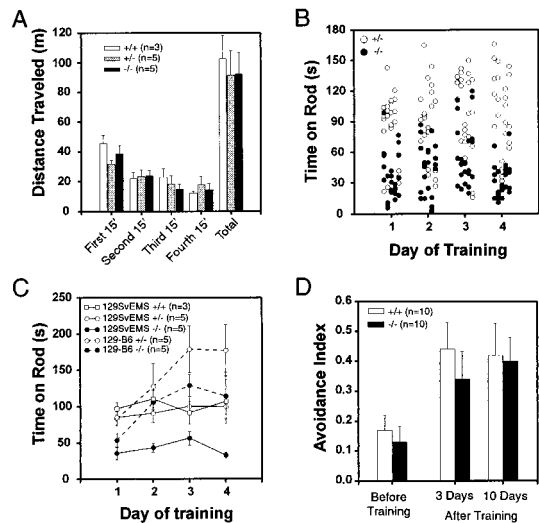 A
Distance Traveled (m)
120
100
80
60
40
20
0
+/+ (n=3)
+/- (n=5)
-/- (n=5)
First 15'
Second 15'
Third 15'
Fourth 15'
Total
B
Time on Rod (s)
180
150
120
90
60
30
0
+/-
-/-
1 2 3 4
Day of Training
C
Time on Rod (s)
250
200
150
100
50
0
129SvEMS +/+ (n=3)
129SvEMS +/- (n=5)
129SvEMS -/- (n=5)
129-B6 +/- (n=5)
129-B6 -/- (n=5)
1 2 3 4
Day of training
D
Avoidance Index
0.6
0.5
0.4
0.3
0.2
0.1
0.0
+/+ (n=10)
-/- (n=10)
Before Training
3 Days 10 Days
After Training